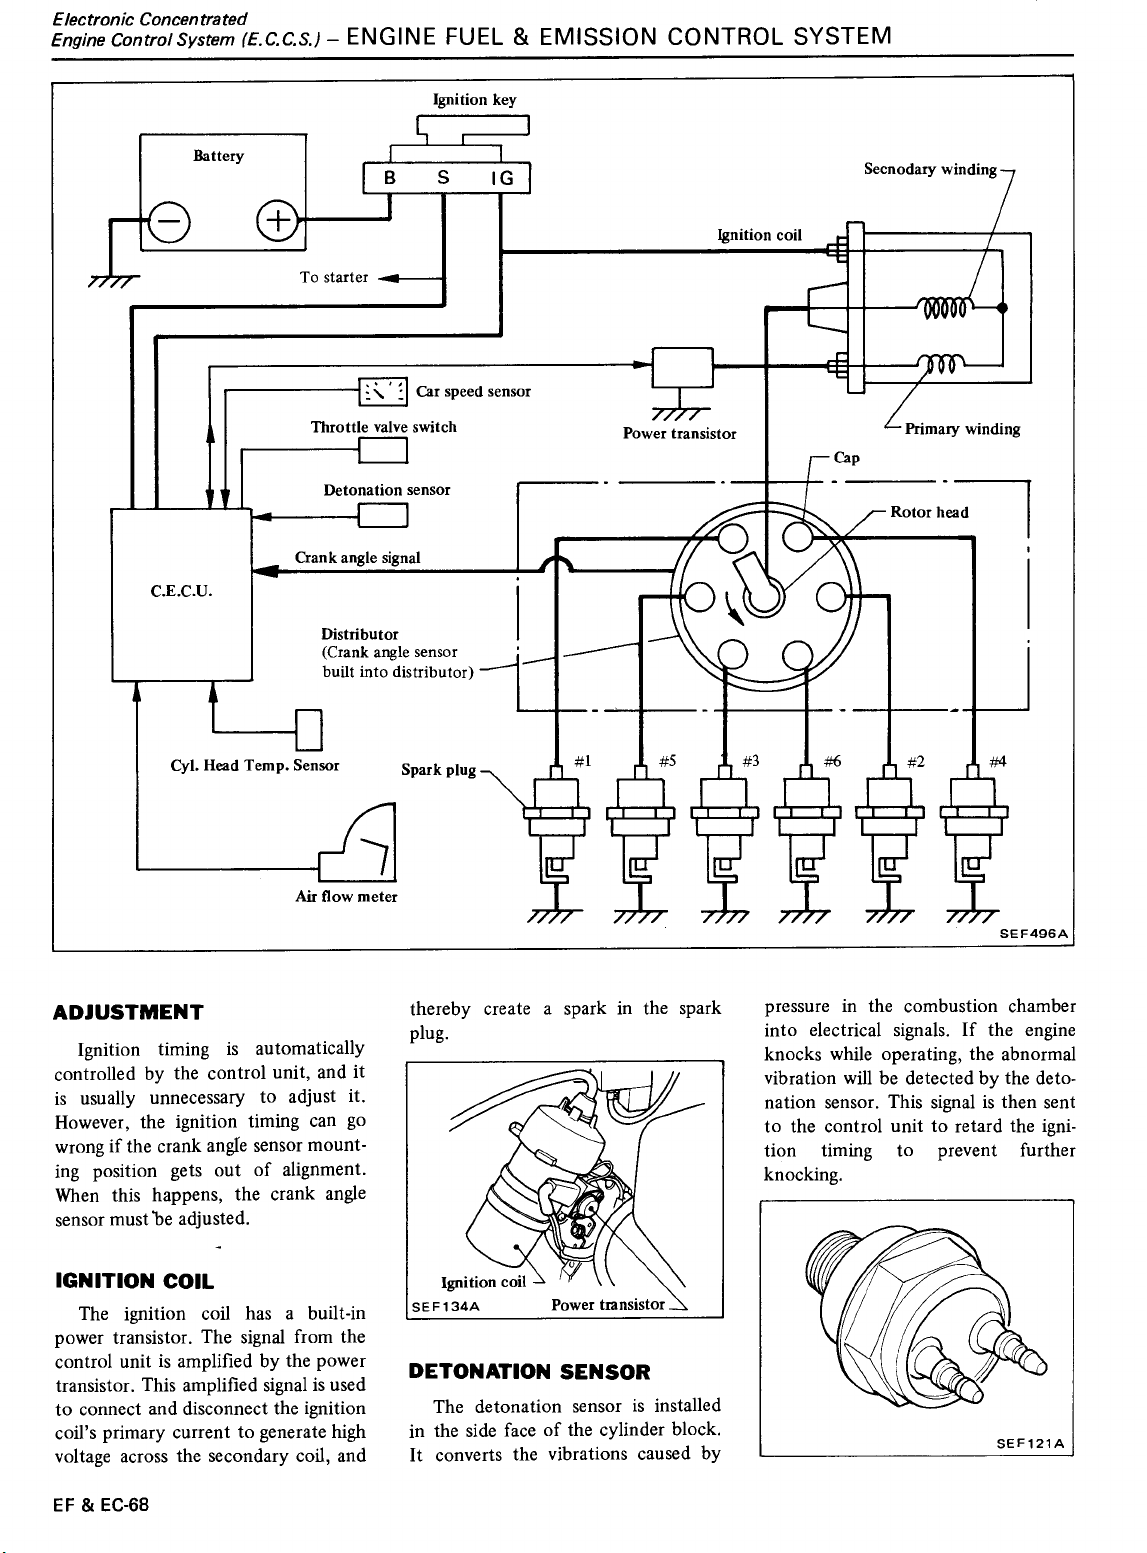 Electronic Concentrated
Engine Control System (E.C.C.S.) – ENGINE FUEL & EMISSION CONTROL SYSTEM
Ignition key
Battery
B S IG
Secnodary winding
Ignition coil
To starter
Car speed sensor
Throttle valve switch
Power transistor
Primary winding
Cap
Detonation sensor
Rotor head
Crank angle signal
C.E.C.U.
Distributor
(Crank angle sensor
built into distributor)
Cyl. Head Temp. Sensor
Spark plug
#1 #5 #3 #6 #2 #4
Air flow meter
SEF496A
ADJUSTMENT
Ignition timing is automatically
controlled by the control unit, and it
is usually unnecessary to adjust it.
However, the ignition timing can go
wrong if the crank angle sensor mount-
ing position gets out of alignment.
When this happens, the crank angle
sensor must be adjusted.
IGNITION COIL
The ignition coil has a built-in
power transistor. The signal from the
control unit is amplified by the power
transistor. This amplified signal is used
to connect and disconnect the ignition
coil's primary current to generate high
voltage across the secondary coil, and
thereby create a spark in the spark
plug.
Ignition coil
SEF134A
Power transistor
DETONATION SENSOR
The detonation sensor is installed
in the side face of the cylinder block.
It converts the vibrations caused by
pressure in the combustion chamber
into electrical signals. If the engine
knocks while operating, the abnormal
vibration will be detected by the deto-
nation sensor. This signal is then sent
to the control unit to retard the igni-
tion timing to prevent further
knocking.
SEF121A
EF & EC-68